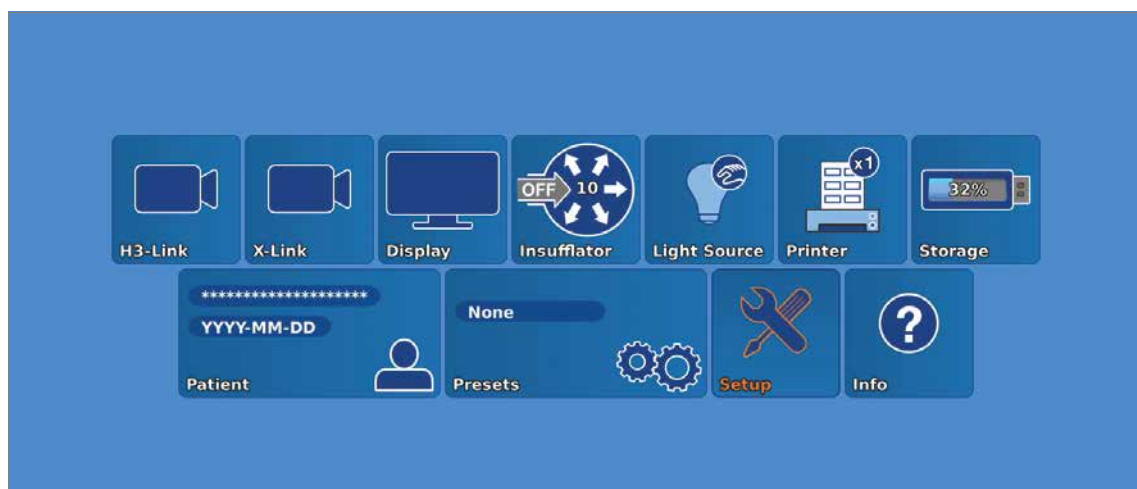 OFF
10
x1
32%
H3-Link
X-Link
Display
Insufflator
Light Source
Printer
Storage
********************
YYYY-MM-DD
Patient
None
Presets
Setup
?
Info